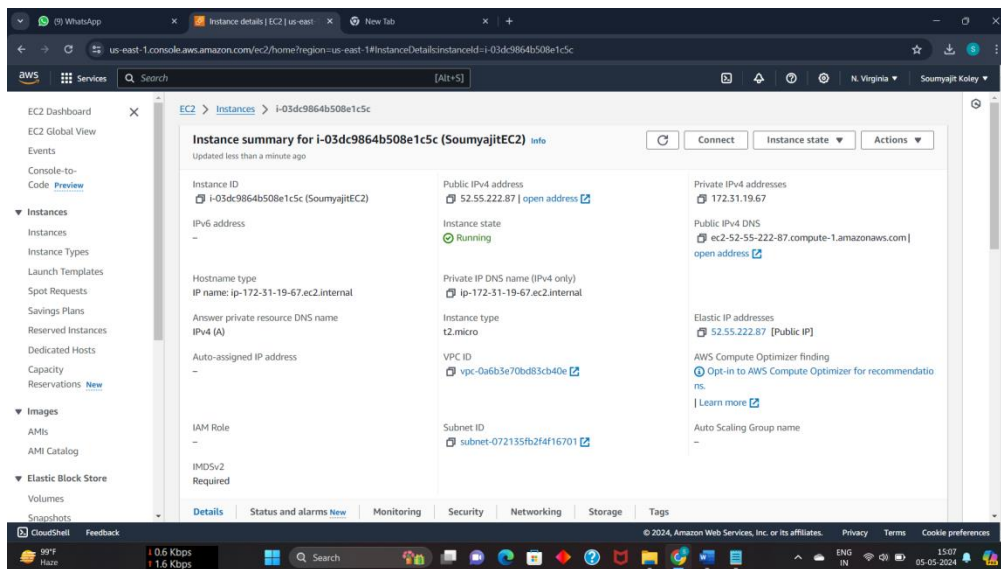 (9) WhatsApp
Instance details | EC2 | us-east
New Tab
us-east-1.console.aws.amazon.com/ec2/home?region=us-east-1#InstanceDetails:instanceId=i-03dc9864b508e1c5c
S
aws
Services
Search
[Alt+S]
N. Virginia
Soumyajit Koley
EC2 Dashboard
EC2 Global View
Events
Console-to-
Code Preview
Instances
Instances
Instance Types
Launch Templates
Spot Requests
Savings Plans
Reserved Instances
Dedicated Hosts
Capacity
Reservations New
Images
AMIs
AMI Catalog
Elastic Block Store
Volumes
Snapshots
EC2 > Instances > i-03dc9864b508e1c5c
Instance summary for i-03dc9864b508e1c5c (SoumyajitEC2) Info
Updated less than a minute ago
Connect
Instance state
Actions
Instance ID
i-03dc9864b508e1c5c (SoumyajitEC2)
Public IPv4 address
52.55.222.87 | open address
Private IPv4 addresses
172.31.19.67
IPv6 address
–
Instance state
Running
Public IPv4 DNS
ec2-52-55-222-87.compute-1.amazonaws.com |
open address
Hostname type
IP name: ip-172-31-19-67.ec2.internal
Private IP DNS name (IPv4 only)
ip-172-31-19-67.ec2.internal
Answer private resource DNS name
IPv4 (A)
Instance type
t2.micro
Elastic IP addresses
52.55.222.87 [Public IP]
Auto-assigned IP address
–
VPC ID
vpc-0a6b3e70bd83cb40e
AWS Compute Optimizer finding
Opt-in to AWS Compute Optimizer for recommendatio
ns.
| Learn more
IAM Role
–
Subnet ID
subnet-072135fb2f4f16701
Auto Scaling Group name
–
IMDSv2
Required
Details
Status and alarms New
Monitoring
Security
Networking
Storage
Tags
CloudShell
Feedback
© 2024, Amazon Web Services, Inc. or its affiliates.
Privacy
Terms
Cookie preferences
99°F
Haze
0.6 Kbps
1.6 Kbps
Search
ENG
IN
15:07
05-05-2024